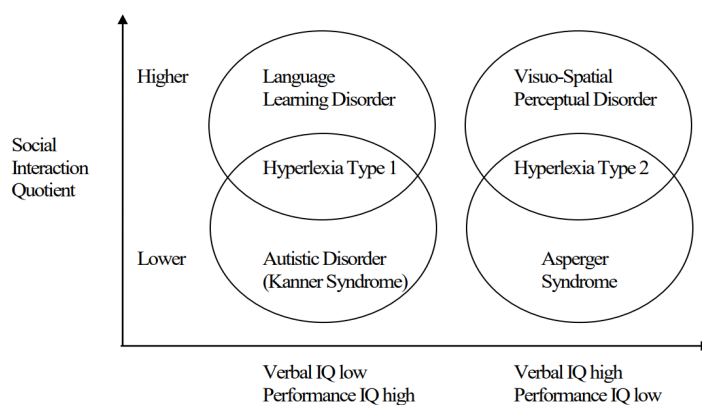 Higher
Language
Learning Disorder
Visuo-Spatial
Perceptual Disorder
Social
Interaction
Quotient
Hyperlexia Type 1
Hyperlexia Type 2
Lower
Autistic Disorder
(Kanner Syndrome)
Asperger
Syndrome
Verbal IQ low
Performance IQ high
Verbal IQ high
Performance IQ low